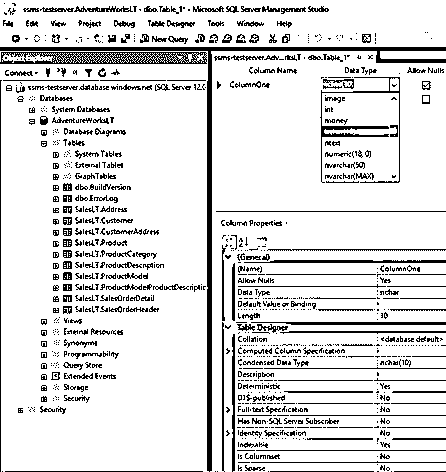 ssms-testserver.AdventureWorksLT - dbo.Table_1* - Microsoft SQL Server Management Studio
File Edit View Project Debug Table Designer Tools Window Help
New Query
Object Explorer
Connect
ssms-testserver.database.windows.net (SQL Server 12.0
Databases
System Databases
AdventureWorksLT
Database Diagrams
Tables
System Tables
External Tables
GraphTables
dbo.BuildVersion
dbo.ErrorLog
SalesLT.Address
SalesLT.Customer
SalesLT.CustomerAddress
SalesLT.Product
SalesLT.ProductCategory
SalesLT.ProductDescription
SalesLT.ProductModel
SalesLT.ProductModelProductDescriptio
SalesLT.SalesOrderDetail
SalesLT.SalesOrderHeader
Views
External Resources
Synonyms
Programmability
Query Store
Extended Events
Storage
Security
Security
ssms-testserver.Adv...rksLT - dbo.Table_1*
Column Name Data Type Allow Nulls
ColumnOne
image
int
money
ntext
numeric(18, 0)
nvarchar(50)
nvarchar(MAX)
Column Properties
(General)
(Name) ColumnOne
Allow Nulls Yes
Data Type nchar
Default Value or Binding
Length 10
Table Designer
Collation <database default>
Computed Column Specification
Condensed Data Type nchar(10)
Description
Deterministic Yes
DTS-published No
Full-text Specification No
Has Non-SQL Server Subscriber No
Identity Specification No
Indexable Yes
Is Columnset No
Is Sparse No